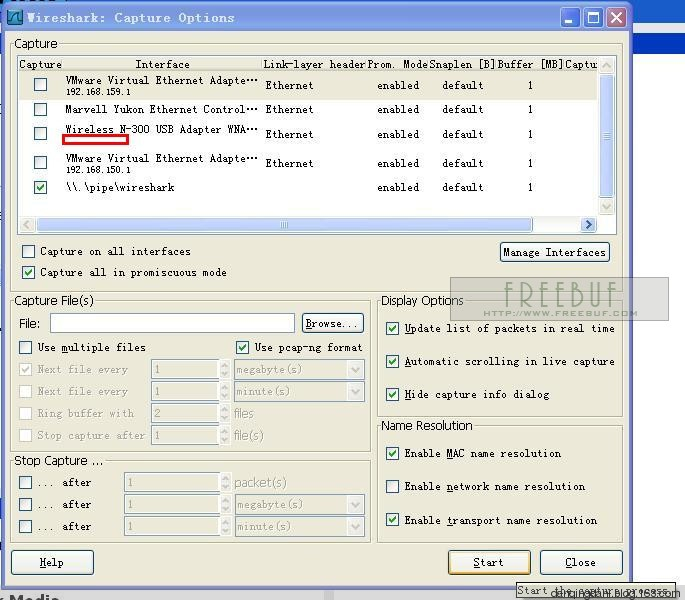 Wireshark: Capture Options
Capture
Capture Interface Link-layer header Prom. Mode Snaplen [B] Buffer [MB] Captu
VMware Virtual Ethernet Adapte··· Ethernet enabled default 1
192.168.159.1
Marvell Yukon Ethernet Control··· Ethernet enabled default 1
Wireless N-300 USB Adapter WNA··· Ethernet enabled default 1
VMware Virtual Ethernet Adapte··· Ethernet enabled default 1
192.168.150.1
\\.\pipe\wireshark enabled default 1
Capture on all interfaces
Manage Interfaces
Capture all in promiscuous mode
Capture File(s)
File:
Browse...
Use multiple files
Use pcap-ng format
Next file every 1 megabyte(s)
Next file every 1 minute(s)
Ring buffer with 2 files
Stop capture after 1 file(s)
Stop Capture ...
... after 1 packet(s)
... after 1 megabyte(s)
... after 1 minute(s)
FREEBUF
HTTP://WWW.FREEBUF.COM
Display Options
Update list of packets in real time
Automatic scrolling in live capture
Hide capture info dialog
Name Resolution
Enable MAC name resolution
Enable network name resolution
Enable transport name resolution
Help
Start
Close
Start the capture process